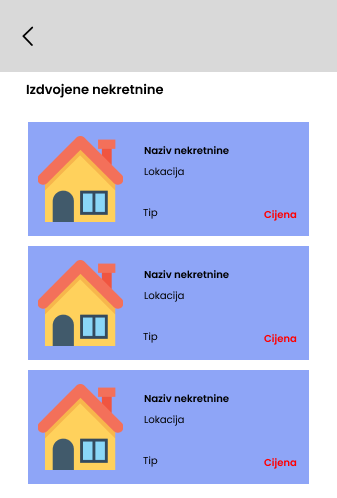 Izdvojene nekretnine
Naziv nekretnine
Lokacija
Tip
Cijena
Naziv nekretnine
Lokacija
Tip
Cijena
Naziv nekretnine
Lokacija
Tip
Cijena